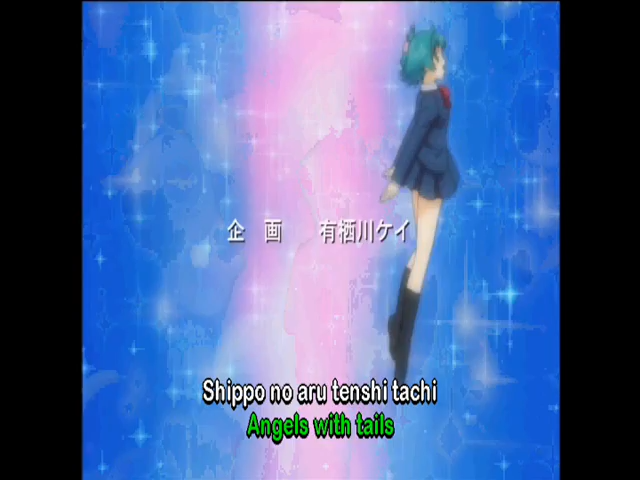 企　画　　有栖川ケイ
Shippo no aru tenshi tachi
Angels with tails